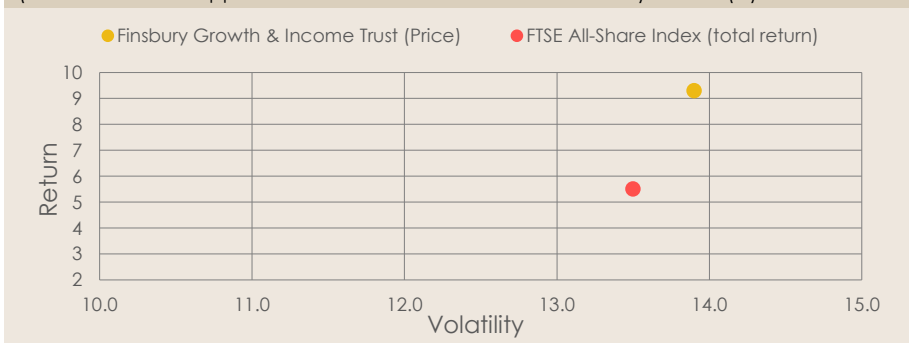 Finsbury Growth & Income Trust (Price) FTSE All-Share Index (total return)
10
9
8
7
6
5
4
3
2
Return
10.0 11.0 12.0 13.0 14.0 15.0
Volatility